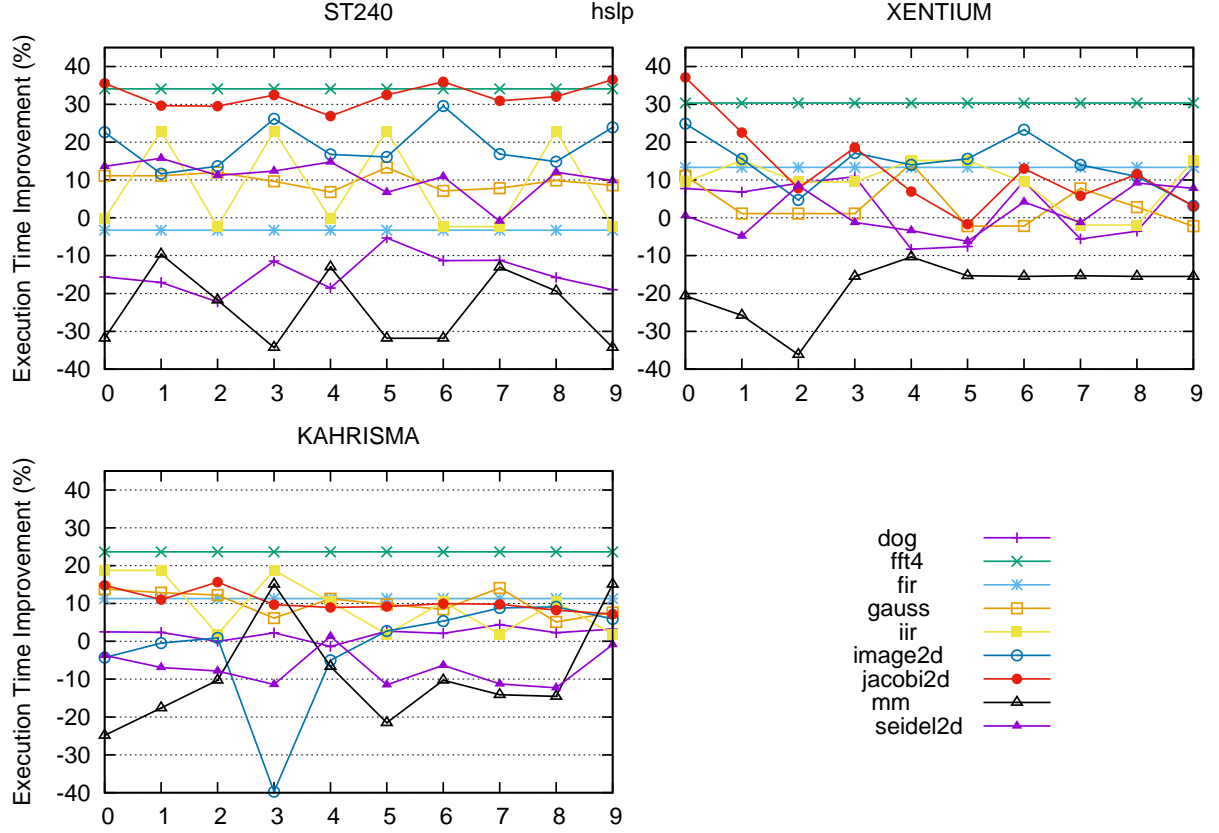 ST240
hslp
XENTIUM
Execution Time Improvement (%)
40
30
20
10
0
-10
-20
-30
-40
0 1 2 3 4 5 6 7 8 9
Execution Time Improvement (%)
40
30
20
10
0
-10
-20
-30
-40
0 1 2 3 4 5 6 7 8 9
KAHRISMA
Execution Time Improvement (%)
40
30
20
10
0
-10
-20
-30
-40
0 1 2 3 4 5 6 7 8 9
dog
fft4
fir
gauss
iir
image2d
jacobi2d
mm
seidel2d